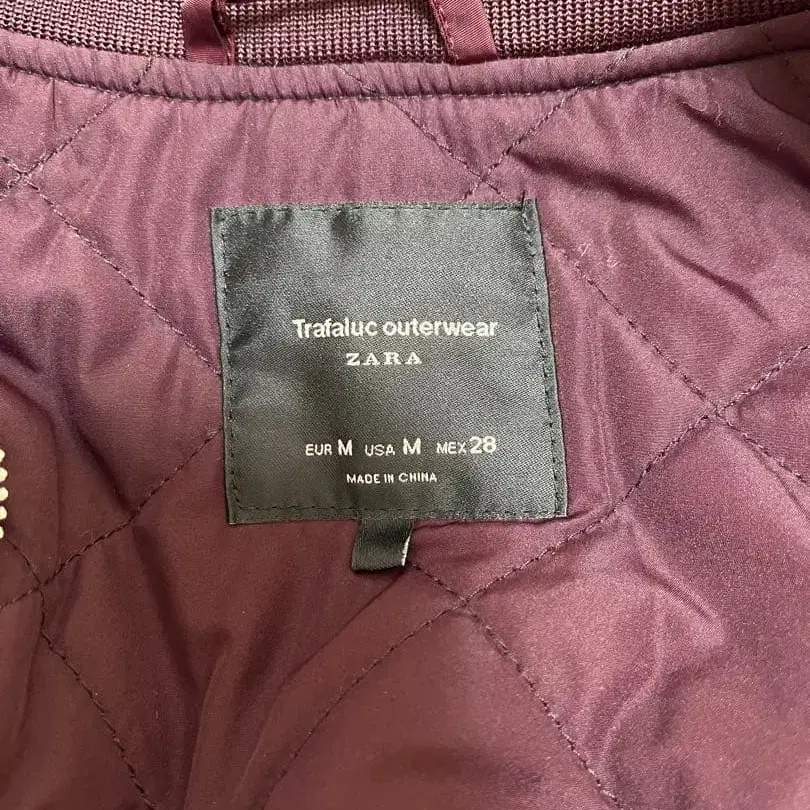 Trafaluc outerwear
ZARA
EUR M USA M MEX 28
MADE IN CHINA